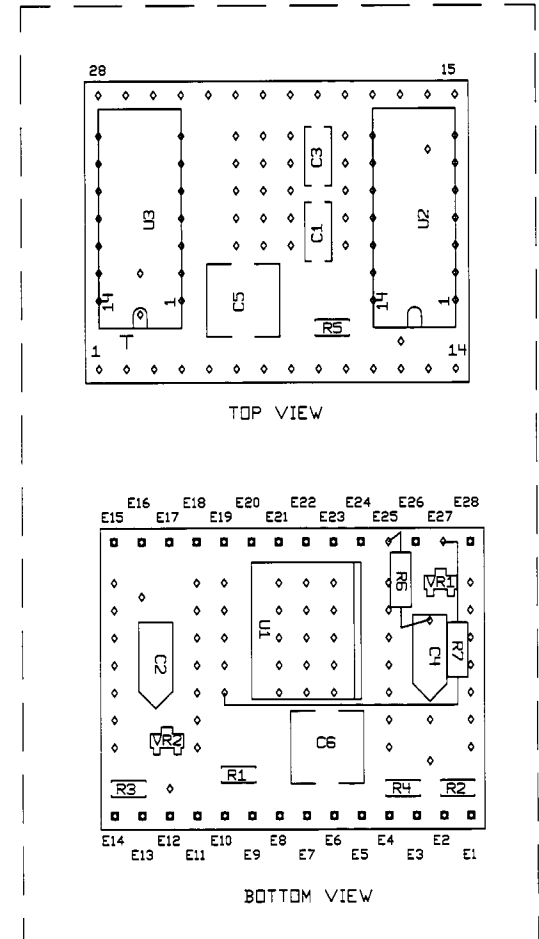 28 15
C3
U3 U2
C1
C5
14 1 14 1
R5
1 T 14
TOP VIEW
E16 E18 E20 E22 E24 E26 E28
E15 E17 E19 E21 E23 E25 E27
R6 VR1
U1
C2 C4 R7
VR2 C6
R1
R3 R4 R2
E14 E12 E10 E8 E6 E4 E2
E13 E11 E9 E7 E5 E3 E1
BOTTOM VIEW